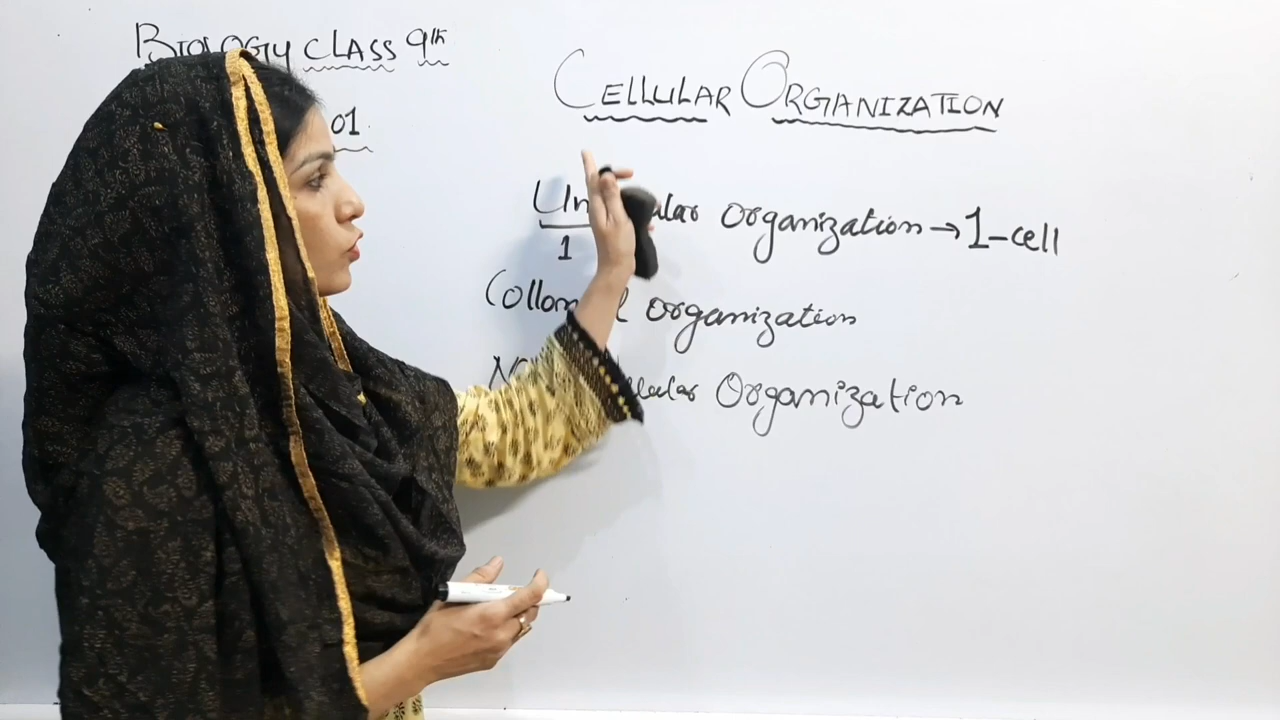 BIOLOGY CLASS 9th
01
CELLULAR ORGANIZATION
organization → 1-cell
1
organization
Organization